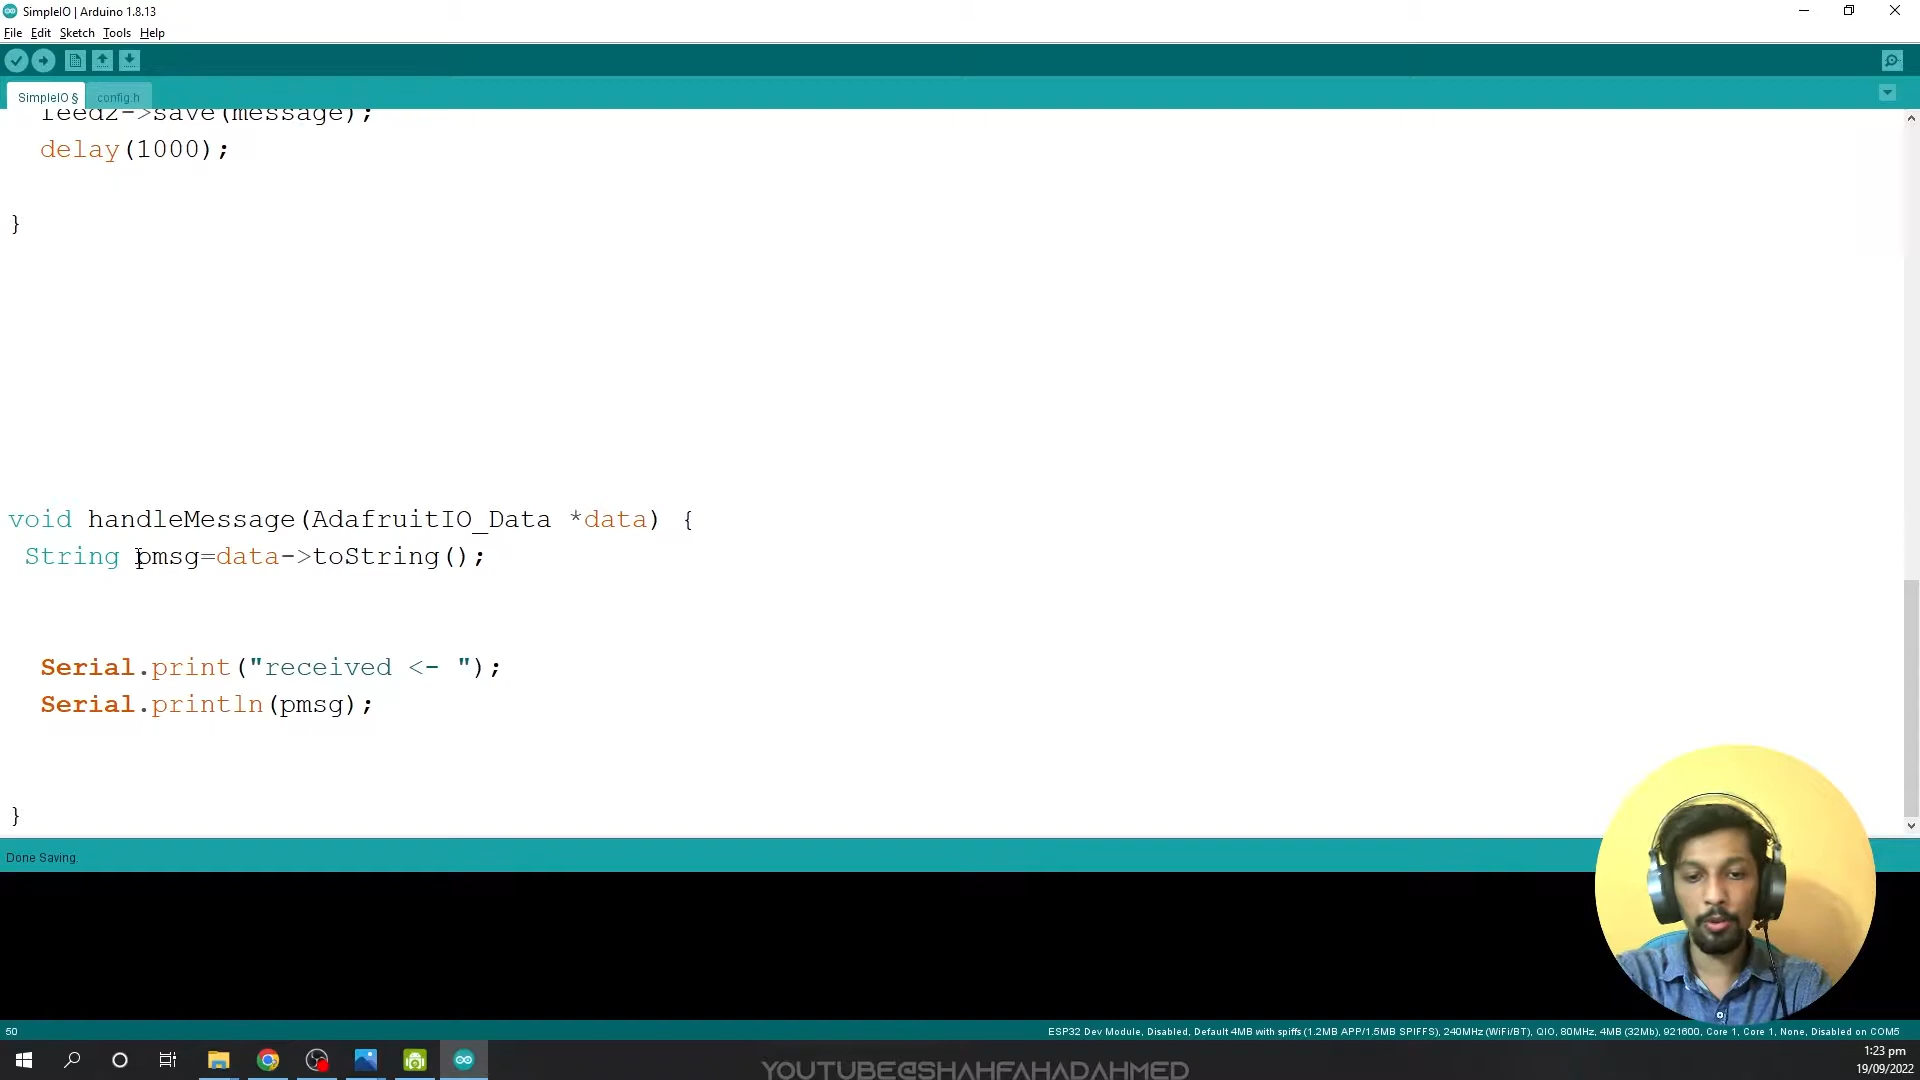 SimpleIO | Arduino 1.8.13
File Edit Sketch Tools Help
SimpleIO § config.h
feed2->save(message);
delay(1000);
}
void handleMessage(AdafruitIO_Data *data) {
String pmsg=data->toString();
Serial.print("received <- ");
Serial.println(pmsg);
}
Done Saving.
50 ESP32 Dev Module, Disabled, Default 4MB with spiffs (1.2MB APP/1.5MB SPIFFS), 240MHz (WiFi/BT), QIO, 80MHz, 4MB (32Mb), 921600, Core 1, Core 1, None, Disabled on COM5
1:23 pm
19/09/2022
YOUTUBE@SHAHFAHADAHMED